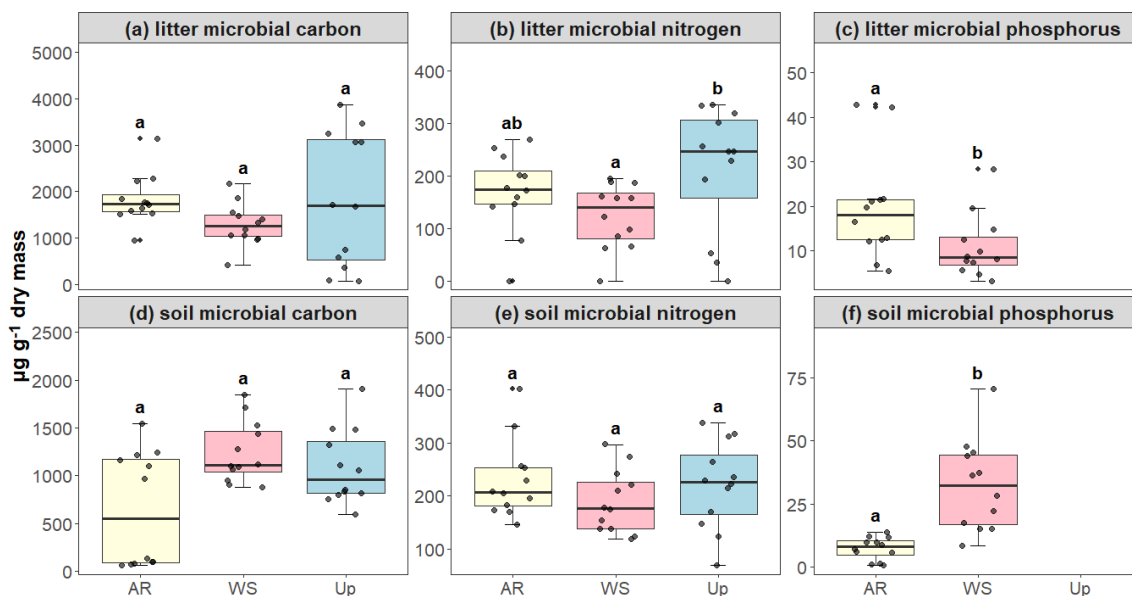 (a) litter microbial carbon
(b) litter microbial nitrogen
(c) litter microbial phosphorus
5000
4000
3000
2000
1000
0
a
a
a
400
300
200
100
0
ab
a
b
50
40
30
20
10
a
b
µg g⁻¹ dry mass
(d) soil microbial carbon
(e) soil microbial nitrogen
(f) soil microbial phosphorus
2500
2000
1500
1000
500
0
a
a
a
500
400
300
200
100
a
a
a
75
50
25
0
a
b
AR WS Up
AR WS Up
AR WS Up